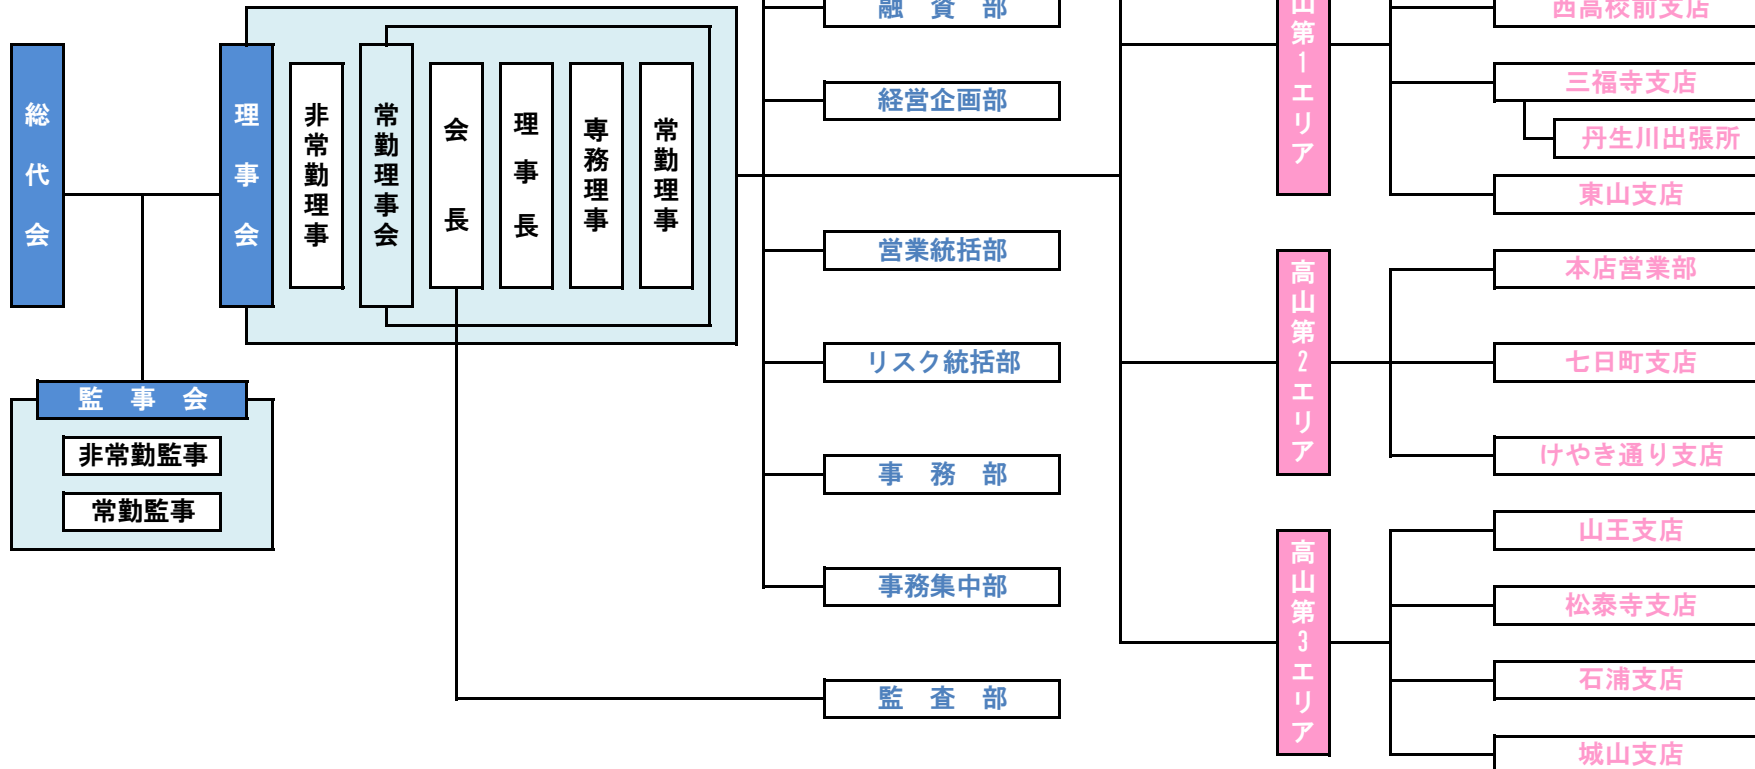 総代会
理事会
非常勤理事
常勤理事会
会長
理事長
専務理事
常勤理事
監事会
非常勤監事
常勤監事
融資部
経営企画部
営業統括部
リスク統括部
事務部
事務集中部
監査部
山第1エリア
西高校前支店
三福寺支店
丹生川出張所
東山支店
高山第2エリア
本店営業部
七日町支店
けやき通り支店
高山第3エリア
山王支店
松泰寺支店
石浦支店
城山支店